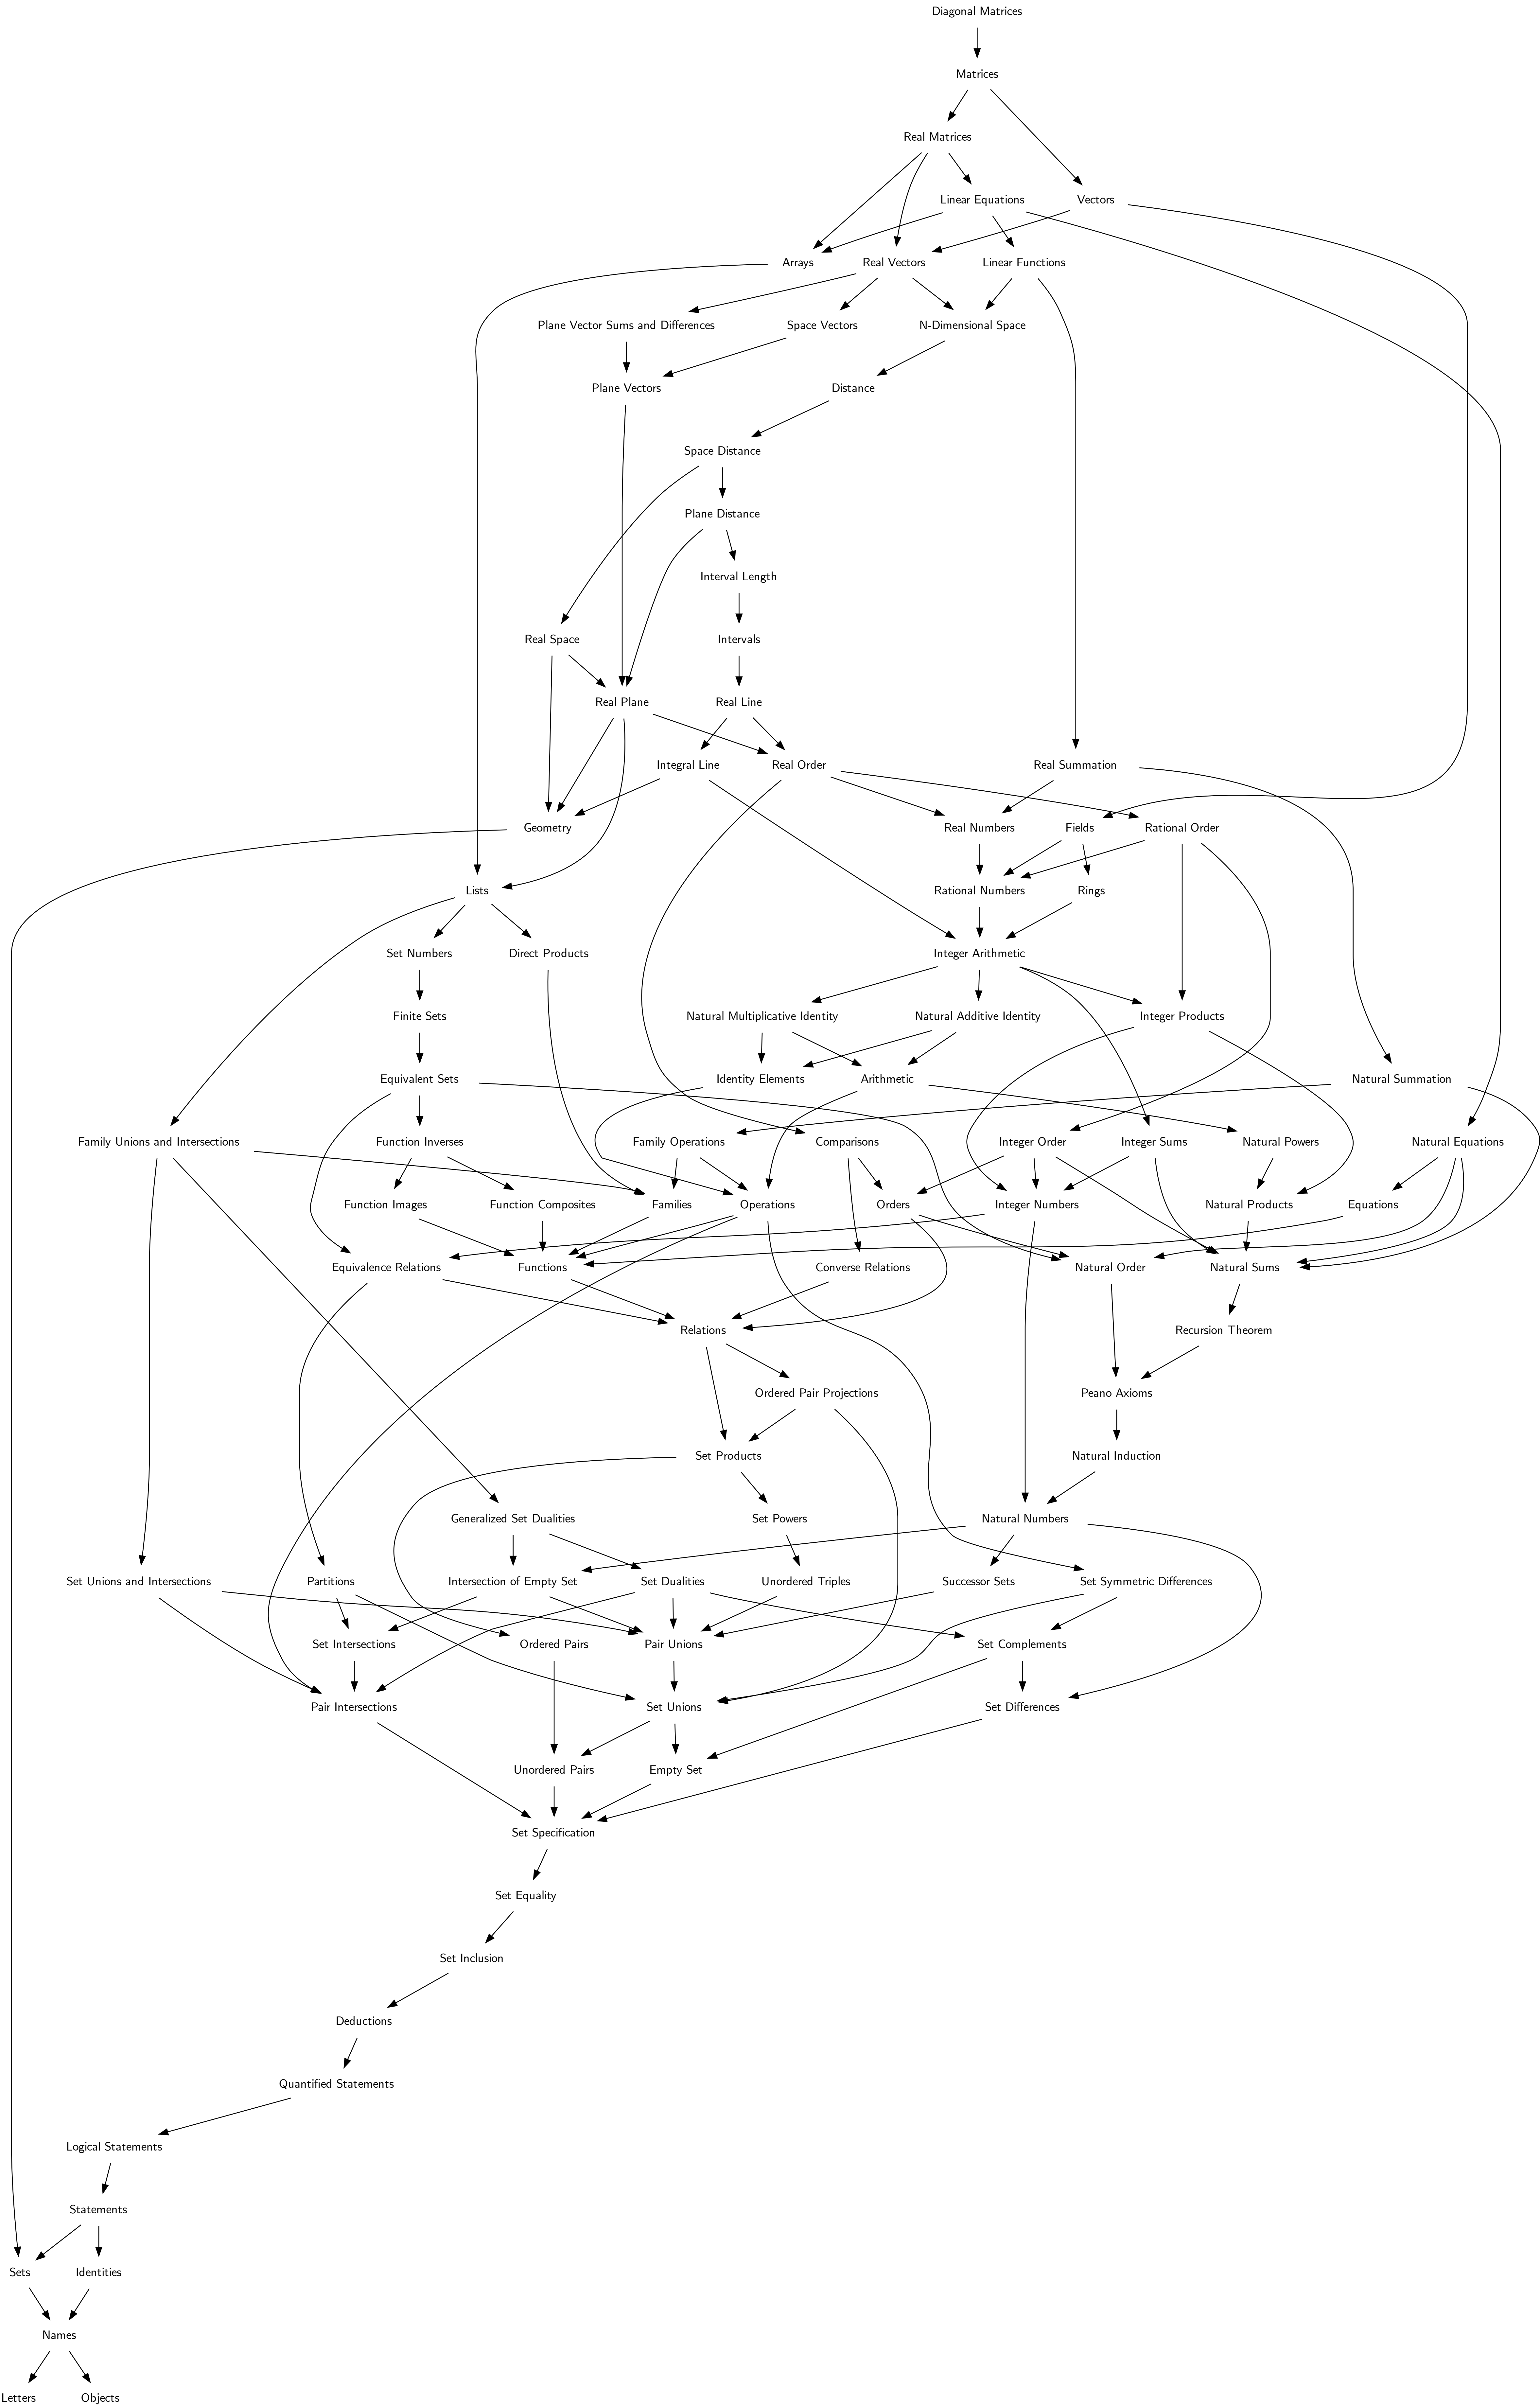 Diagonal Matrices
Matrices
Real Matrices
Linear Equations
Vectors
Arrays
Real Vectors
Linear Functions
Plane Vector Sums and Differences
Space Vectors
N-Dimensional Space
Plane Vectors
Distance
Space Distance
Plane Distance
Interval Length
Real Space
Intervals
Real Plane
Real Line
Integral Line
Real Order
Real Summation
Geometry
Real Numbers
Fields
Rational Order
Lists
Rational Numbers
Rings
Set Numbers
Direct Products
Integer Arithmetic
Finite Sets
Natural Multiplicative Identity
Natural Additive Identity
Integer Products
Equivalent Sets
Identity Elements
Arithmetic
Natural Summation
Family Unions and Intersections
Function Inverses
Family Operations
Comparisons
Integer Order
Integer Sums
Natural Powers
Natural Equations
Function Images
Function Composites
Families
Operations
Orders
Integer Numbers
Natural Products
Equations
Equivalence Relations
Functions
Converse Relations
Natural Order
Natural Sums
Relations
Recursion Theorem
Ordered Pair Projections
Peano Axioms
Set Products
Natural Induction
Generalized Set Dualities
Set Powers
Natural Numbers
Set Unions and Intersections
Partitions
Intersection of Empty Set
Set Dualities
Unordered Triples
Successor Sets
Set Symmetric Differences
Set Intersections
Ordered Pairs
Pair Unions
Set Complements
Pair Intersections
Set Unions
Set Differences
Unordered Pairs
Empty Set
Set Specification
Set Equality
Set Inclusion
Deductions
Quantified Statements
Logical Statements
Statements
Sets
Identities
Names
Letters
Objects